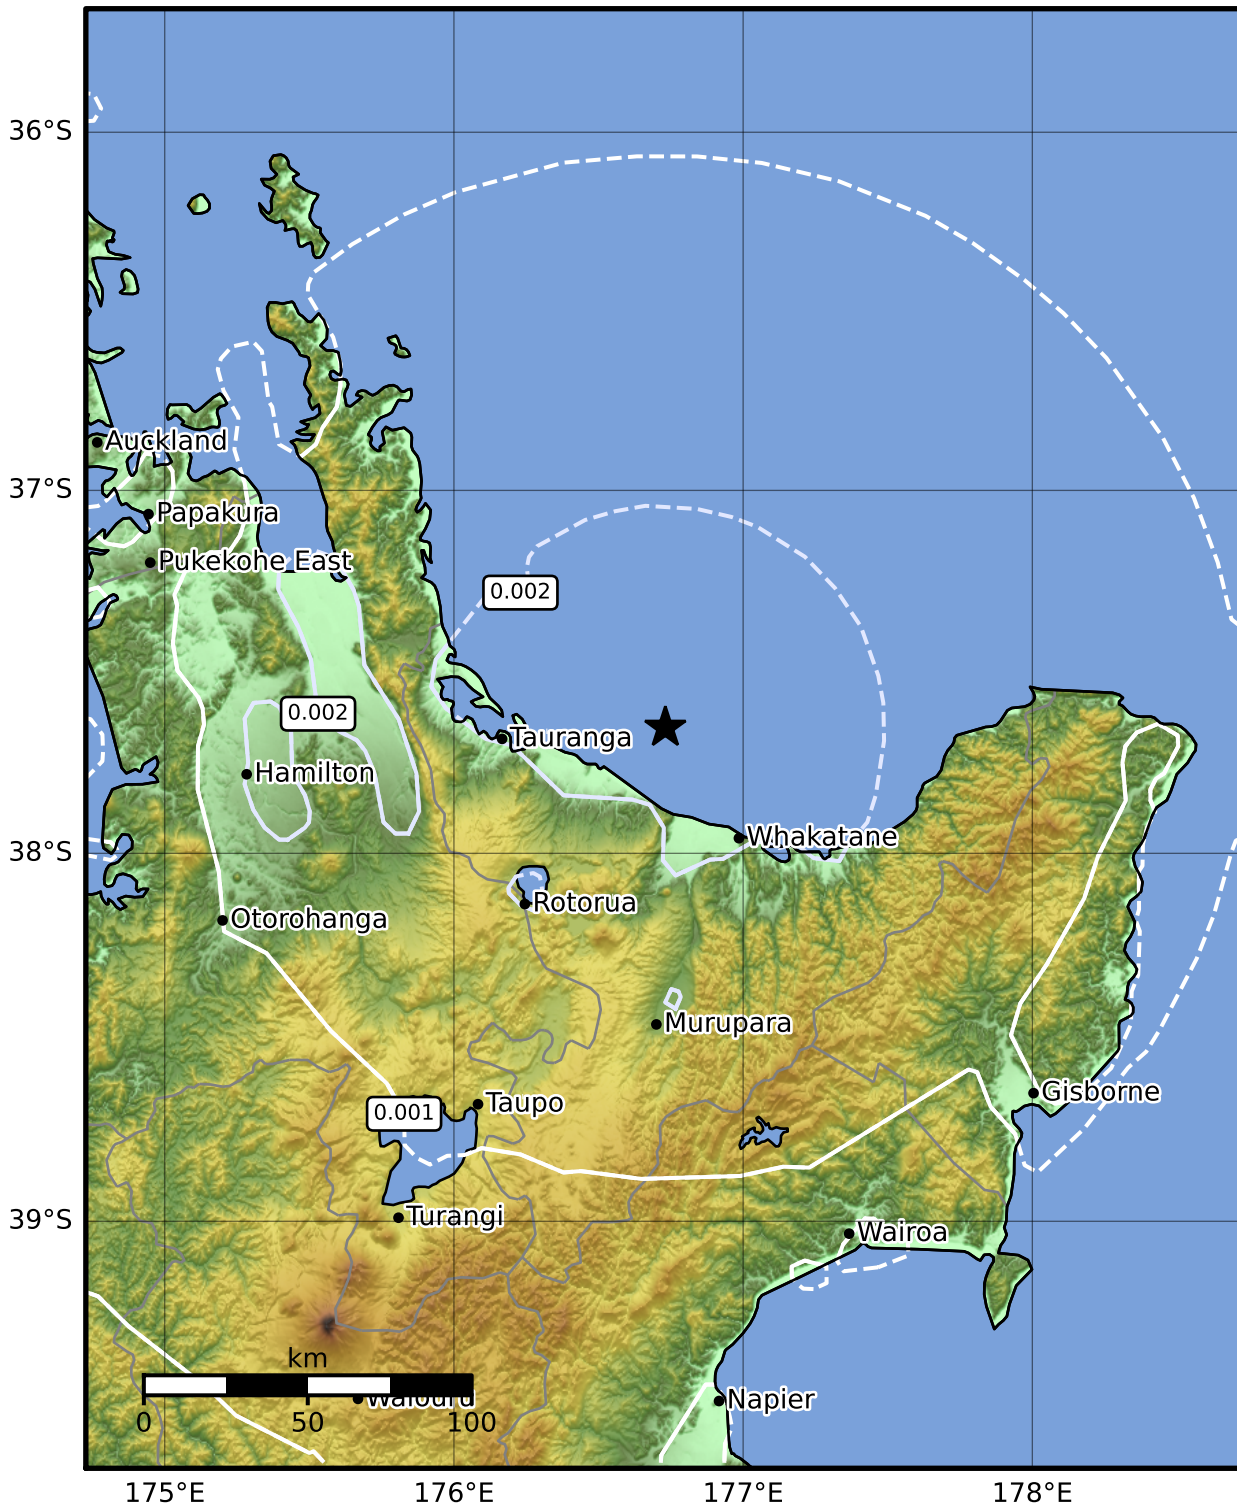 36°S
Auckland
37°S
Papakura
Pukekohe East
0.002
0.002
Tauranga
Hamilton
Whakatane
38°S
Rotorua
Otorohanga
Murupara
Gisborne
Taupo
0.001
39°S
Turangi
Wairoa
km
Waiouru
Napier
0 50 100
175°E 176°E 177°E 178°E